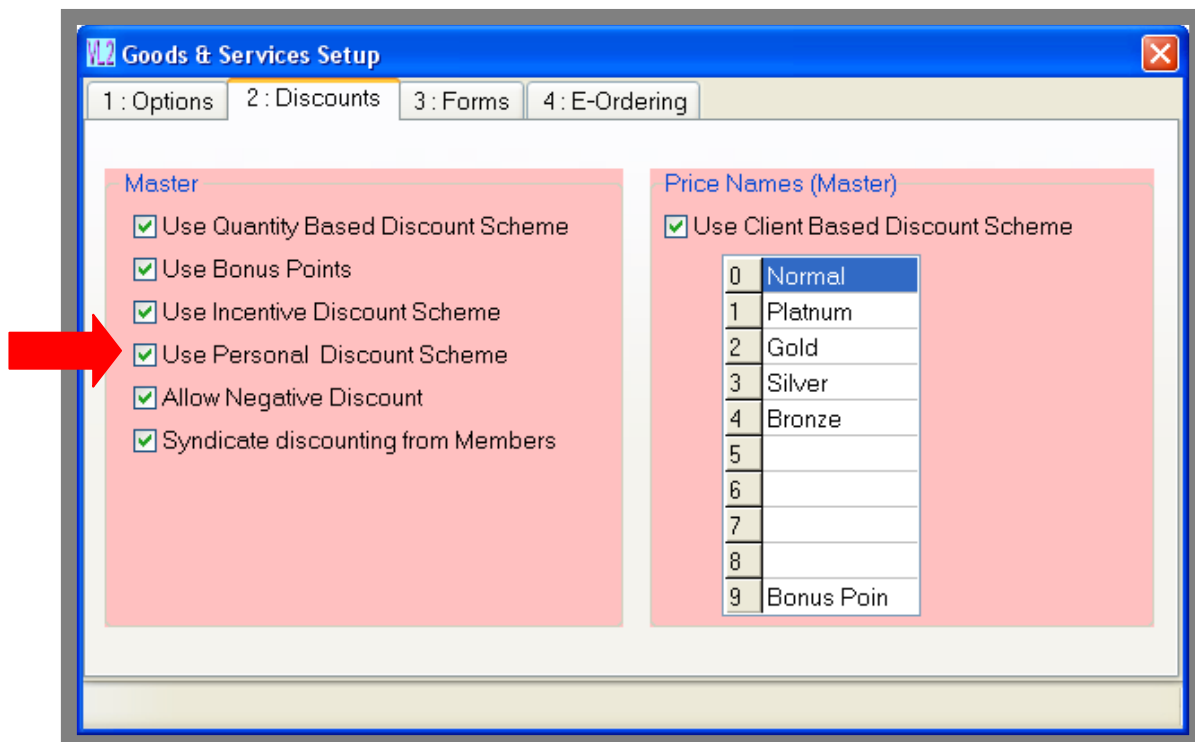 VL2 Goods & Services Setup
1 : Options 2 : Discounts 3 : Forms 4 : E-Ordering
Master
Use Quantity Based Discount Scheme
Use Bonus Points
Use Incentive Discount Scheme
Use Personal Discount Scheme
Allow Negative Discount
Syndicate discounting from Members
Price Names (Master)
Use Client Based Discount Scheme
0 Normal
1 Platnum
2 Gold
3 Silver
4 Bronze
5
6
7
8
9 Bonus Poin